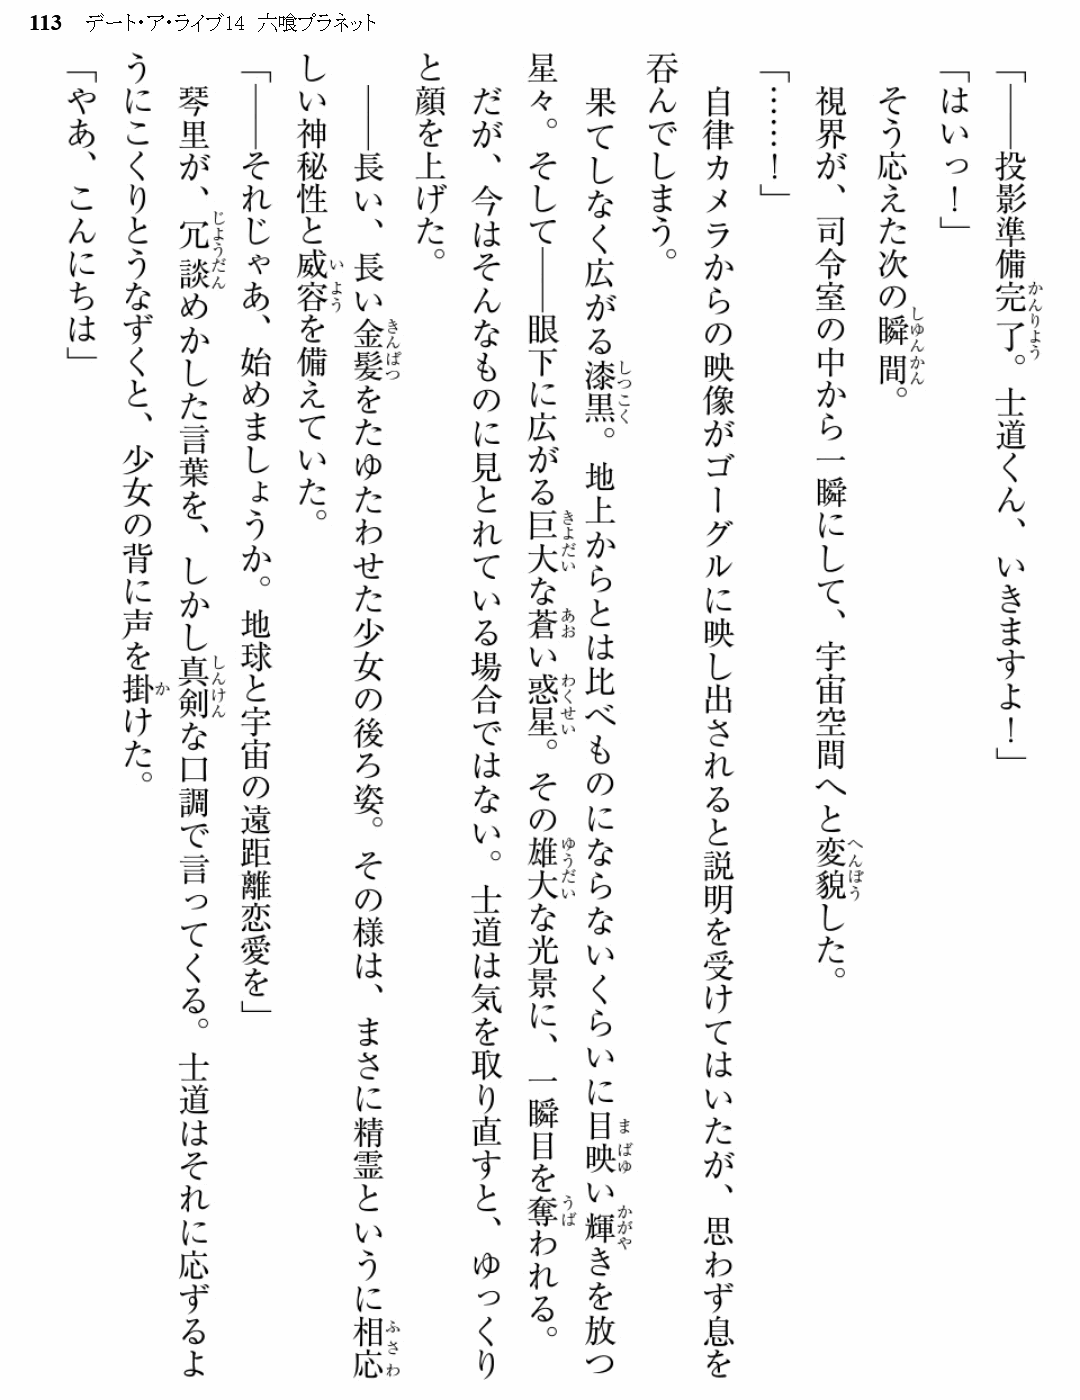 113 デート・ア・ライブ14 六喰プラネット
「――投影準備完了。士道くん、いきますよ！」
「はいっ！」
そう応えた次の瞬間。
視界が、司令室の中から一瞬にして、宇宙空間へと変貌した。
「……！」
自律カメラからの映像がゴーグルに映し出されると説明を受けてはいたが、思わず息を
呑んでしまう。
果てしなく広がる漆黒。地上からとは比べものにならないくらいに目映い輝きを放つ
星々。そして――眼下に広がる巨大な蒼い惑星。その雄大な光景に、一瞬目を奪われる。
だが、今はそんなものに見とれている場合ではない。士道は気を取り直すと、ゆっくり
と顔を上げた。
――長い、長い金髪をたゆたわせた少女の後ろ姿。その様は、まさに精霊というに相応
しい神秘性と威容を備えていた。
「――それじゃあ、始めましょうか。地球と宇宙の遠距離恋愛を」
琴里が、冗談めかした言葉を、しかし真剣な口調で言ってくる。士道はそれに応ずるよ
うにこくりとうなずくと、少女の背に声を掛けた。
「やあ、こんにちは」